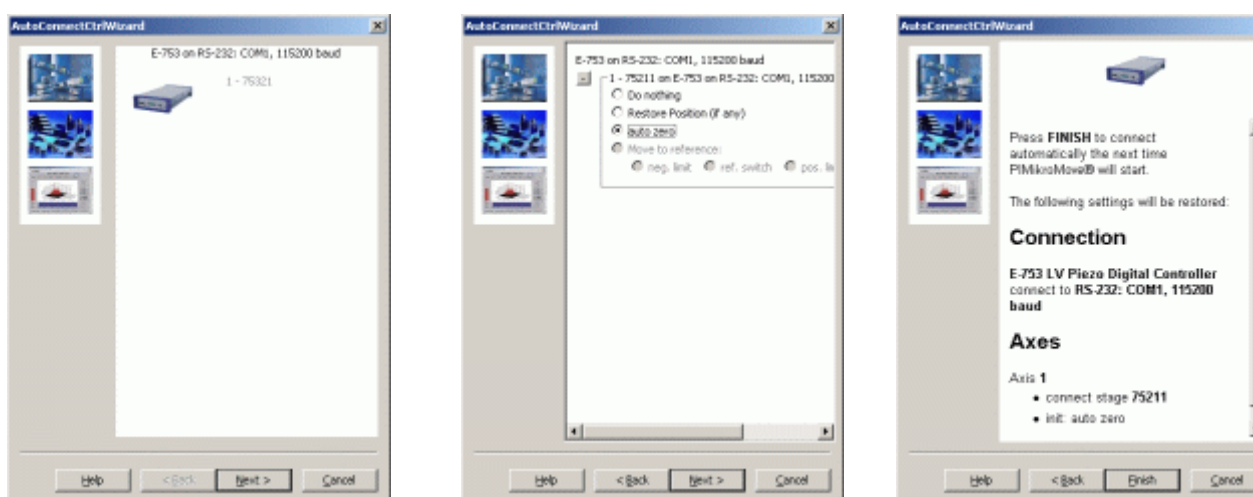 AutoConnectCtrlWizard
E-753 on RS-232: COM1, 115200 baud
1 - 75321
Help
< Back
Next >
Cancel
AutoConnectCtrlWizard
E-753 on RS-232: COM1, 115200 baud
1 - 75211 on E-753 on RS-232: COM1, 115200
Do nothing
Restore Position (if any)
auto zero
Move to reference:
neg. limit ref. switch pos. li
Help
< Back
Next >
Cancel
AutoConnectCtrlWizard
Press FINISH to connect
automatically the next time
PIMikroMove® will start.
The following settings will be restored:
Connection
E-753 LV Piezo Digital Controller
connect to RS-232: COM1, 115200
baud
Axes
Axis 1
• connect stage 75211
• init: auto zero
Help
< Back
Finish
Cancel